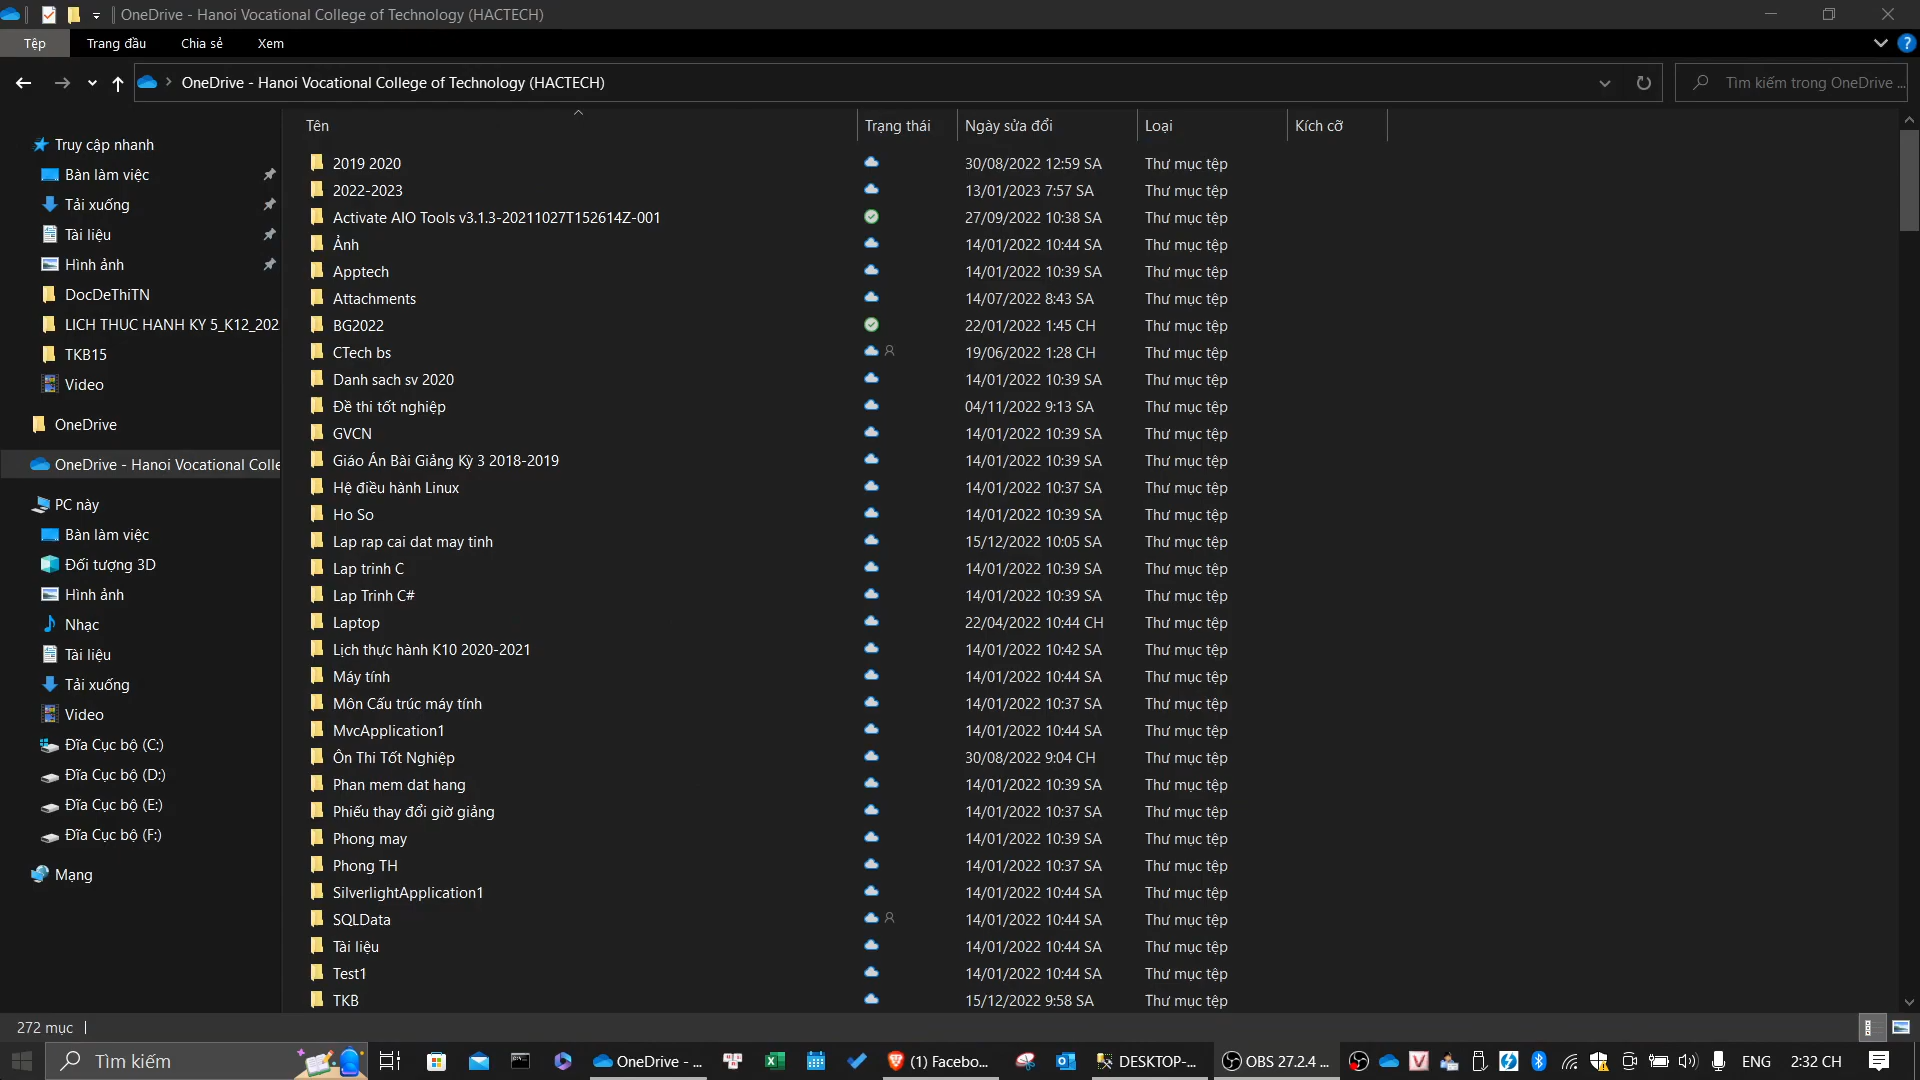 OneDrive - Hanoi Vocational College of Technology (HACTECH)
Tệp Trang đầu Chia sẻ Xem
OneDrive - Hanoi Vocational College of Technology (HACTECH)
Tìm kiếm trong OneDrive ...
Truy cập nhanh
Bàn làm việc
Tải xuống
Tài liệu
Hình ảnh
DocDeThiTN
LICH THUC HANH KY 5_K12_202
TKB15
Video
OneDrive
OneDrive - Hanoi Vocational Colle
PC này
Bàn làm việc
Đối tượng 3D
Hình ảnh
Nhạc
Tài liệu
Tải xuống
Video
Đĩa Cục bộ (C:)
Đĩa Cục bộ (D:)
Đĩa Cục bộ (E:)
Đĩa Cục bộ (F:)
Mạng
Tên Trạng thái Ngày sửa đổi Loại Kích cỡ
2019 2020 30/08/2022 12:59 SA Thư mục tệp
2022-2023 13/01/2023 7:57 SA Thư mục tệp
Activate AIO Tools v3.1.3-20211027T152614Z-001 27/09/2022 10:38 SA Thư mục tệp
Ảnh 14/01/2022 10:44 SA Thư mục tệp
Apptech 14/01/2022 10:39 SA Thư mục tệp
Attachments 14/07/2022 8:43 SA Thư mục tệp
BG2022 22/01/2022 1:45 CH Thư mục tệp
CTech bs 19/06/2022 1:28 CH Thư mục tệp
Danh sach sv 2020 14/01/2022 10:39 SA Thư mục tệp
Đề thi tốt nghiệp 04/11/2022 9:13 SA Thư mục tệp
GVCN 14/01/2022 10:39 SA Thư mục tệp
Giáo Án Bài Giảng Kỳ 3 2018-2019 14/01/2022 10:39 SA Thư mục tệp
Hệ điều hành Linux 14/01/2022 10:37 SA Thư mục tệp
Ho So 14/01/2022 10:39 SA Thư mục tệp
Lap rap cai dat may tinh 15/12/2022 10:05 SA Thư mục tệp
Lap trinh C 14/01/2022 10:39 SA Thư mục tệp
Lap Trinh C# 14/01/2022 10:39 SA Thư mục tệp
Laptop 22/04/2022 10:44 CH Thư mục tệp
Lịch thực hành K10 2020-2021 14/01/2022 10:42 SA Thư mục tệp
Máy tính 14/01/2022 10:44 SA Thư mục tệp
Môn Cấu trúc máy tính 14/01/2022 10:37 SA Thư mục tệp
MvcApplication1 14/01/2022 10:44 SA Thư mục tệp
Ôn Thi Tốt Nghiệp 30/08/2022 9:04 CH Thư mục tệp
Phan mem dat hang 14/01/2022 10:39 SA Thư mục tệp
Phiếu thay đổi giờ giảng 14/01/2022 10:37 SA Thư mục tệp
Phong may 14/01/2022 10:39 SA Thư mục tệp
Phong TH 14/01/2022 10:37 SA Thư mục tệp
SilverlightApplication1 14/01/2022 10:44 SA Thư mục tệp
SQLData 14/01/2022 10:44 SA Thư mục tệp
Tài liệu 14/01/2022 10:44 SA Thư mục tệp
Test1 14/01/2022 10:44 SA Thư mục tệp
TKB 15/12/2022 9:58 SA Thư mục tệp
272 mục
Tìm kiếm OneDrive - ... (1) Facebo... DESKTOP-... OBS 27.2.4 ... ENG 2:32 CH